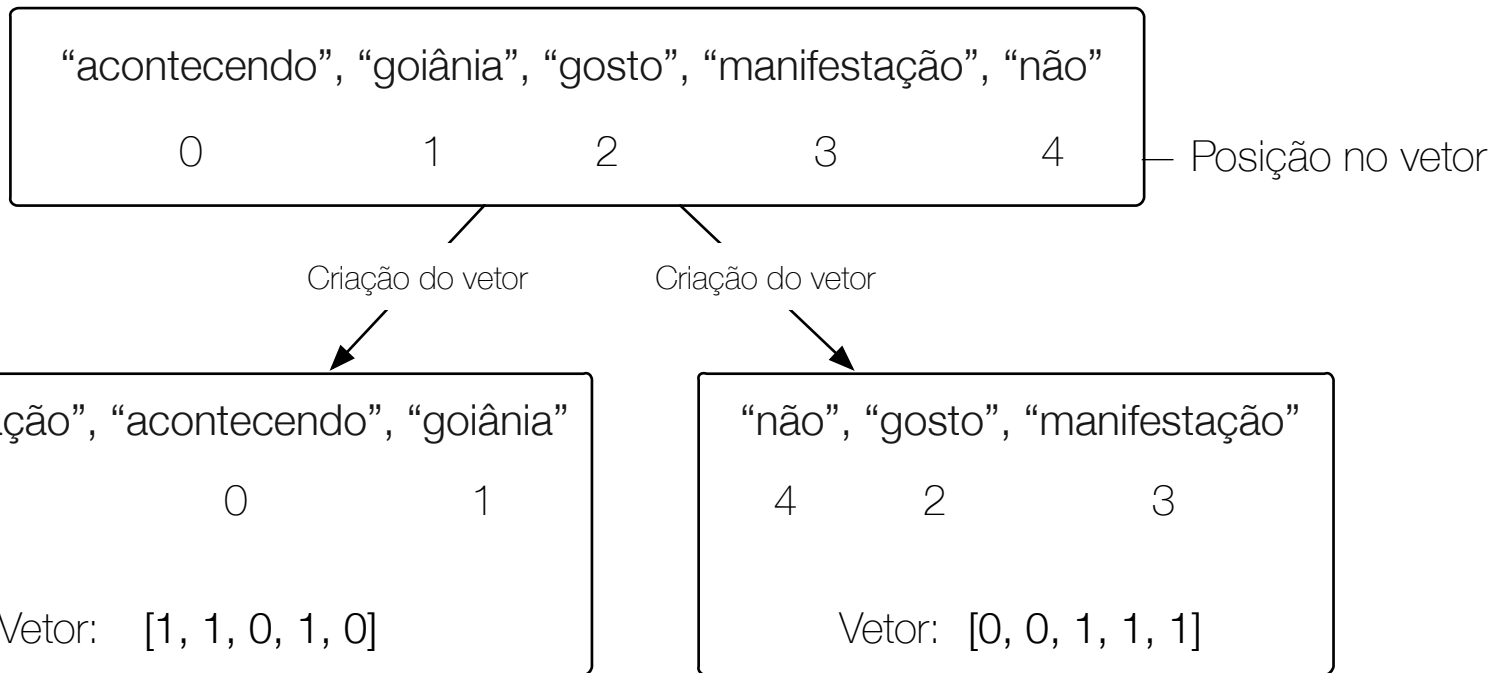 “acontecendo”, “goiânia”, “gosto”, “manifestação”, “não”
0 1 2 3 4
Posição no vetor
Criação do vetor
Criação do vetor
ação”, “acontecendo”, “goiânia”
0 1
Vetor: [1, 1, 0, 1, 0]
“não”, “gosto”, “manifestação”
4 2 3
Vetor: [0, 0, 1, 1, 1]